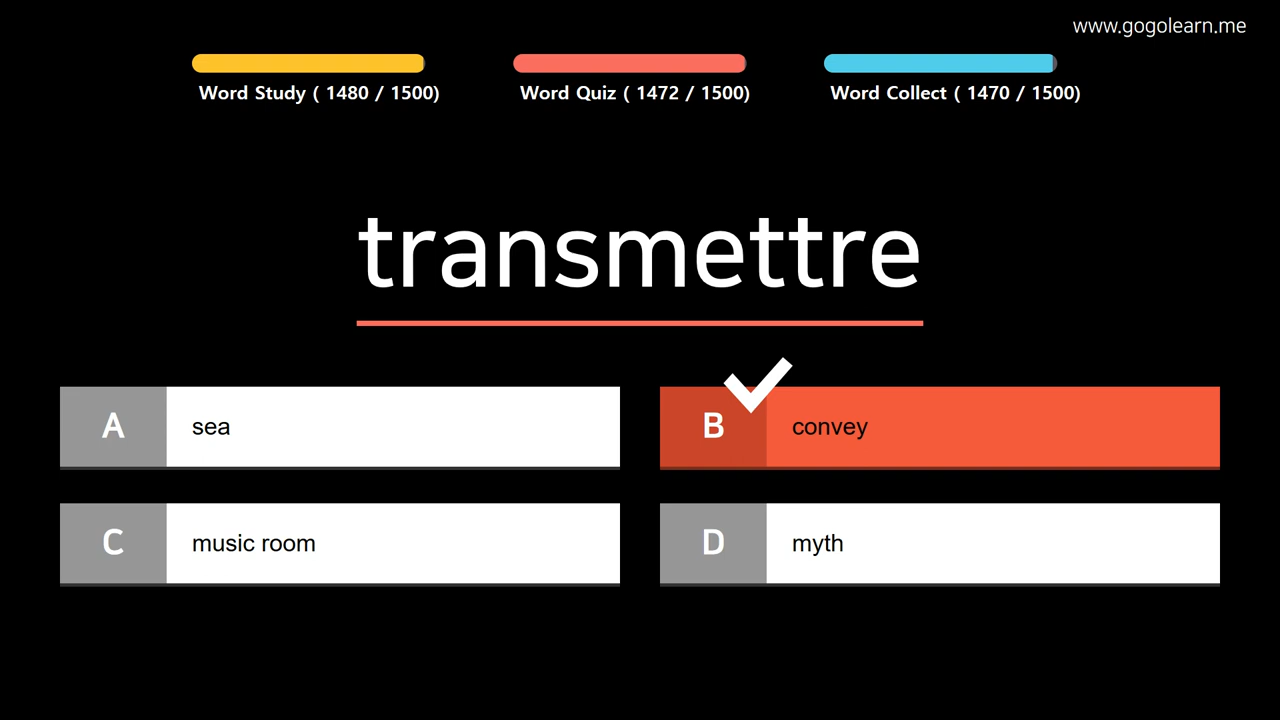 www.gogolearn.me
Word Study ( 1480 / 1500)
Word Quiz ( 1472 / 1500)
Word Collect ( 1470 / 1500)
transmettre
A sea
B convey
C music room
D myth